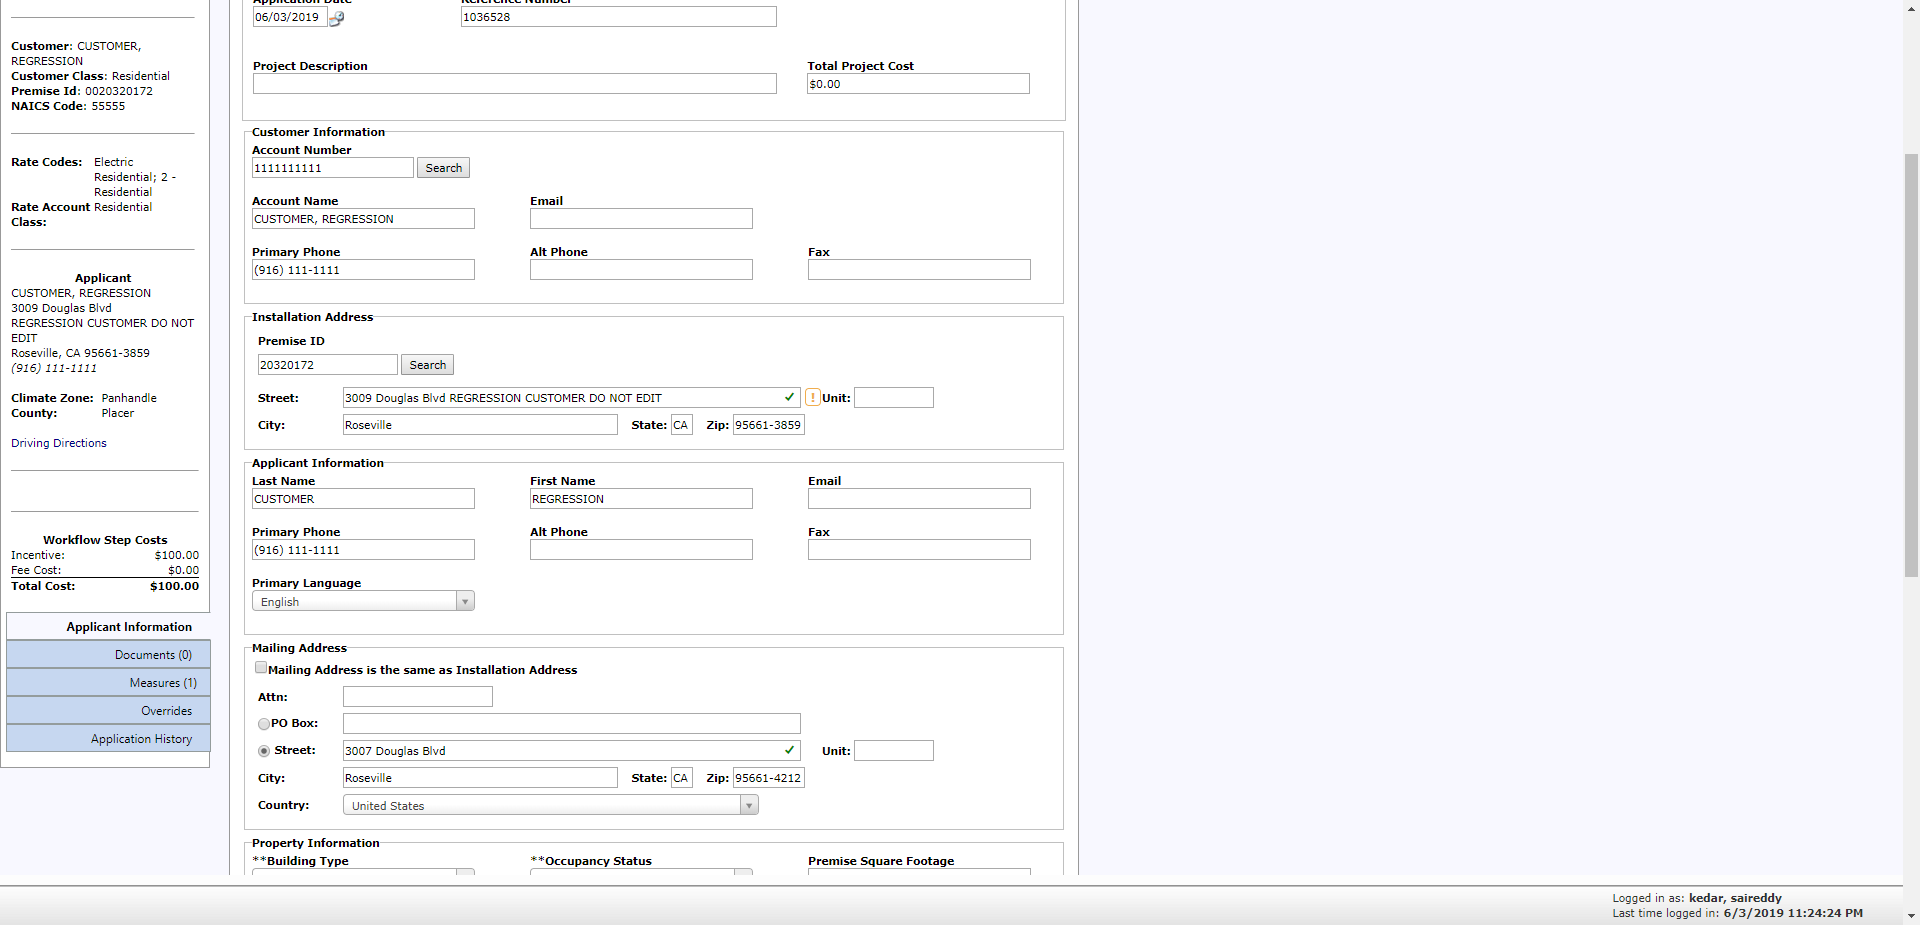 Customer: CUSTOMER,
REGRESSION
Customer Class: Residential
Premise Id: 0020320172
NAICS Code: 55555
Rate Codes: Electric
Residential; 2 -
Residential
Rate Account Residential
Class:
Applicant
CUSTOMER, REGRESSION
3009 Douglas Blvd
REGRESSION CUSTOMER DO NOT
EDIT
Roseville, CA 95661-3859
(916) 111-1111
Climate Zone: Panhandle
County: Placer
Driving Directions
Workflow Step Costs
Incentive: $100.00
Fee Cost: $0.00
Total Cost: $100.00
Applicant Information
Documents (0)
Measures (1)
Overrides
Application History
Application Date Reference Number
06/03/2019 1036528
Project Description Total Project Cost
$0.00
Customer Information
Account Number
1111111111 Search
Account Name Email
CUSTOMER, REGRESSION
Primary Phone Alt Phone Fax
(916) 111-1111
Installation Address
Premise ID
20320172 Search
Street: 3009 Douglas Blvd REGRESSION CUSTOMER DO NOT EDIT ! Unit:
City: Roseville State: CA Zip: 95661-3859
Applicant Information
Last Name First Name Email
CUSTOMER REGRESSION
Primary Phone Alt Phone Fax
(916) 111-1111
Primary Language
English
Mailing Address
Mailing Address is the same as Installation Address
Attn:
PO Box:
Street: 3007 Douglas Blvd Unit:
City: Roseville State: CA Zip: 95661-4212
Country: United States
Property Information
**Building Type **Occupancy Status Premise Square Footage
Logged in as: kedar, saireddy
Last time logged in: 6/3/2019 11:24:24 PM